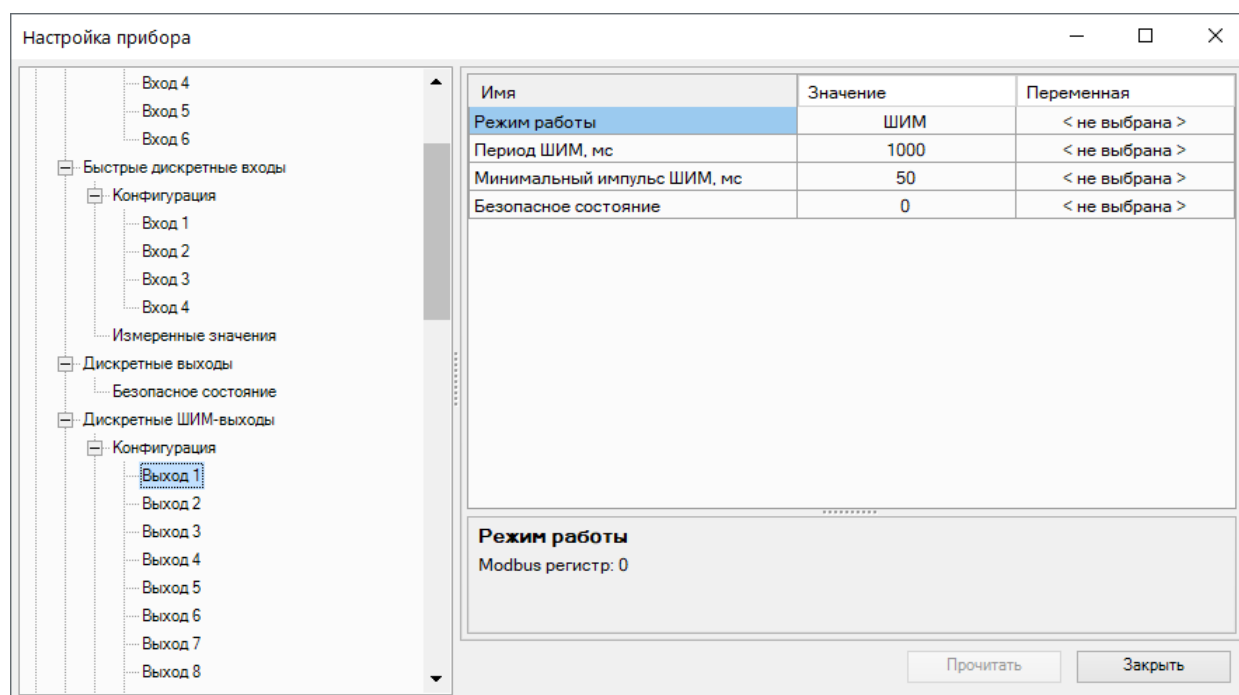 Настройка прибора
Вход 4
Вход 5
Вход 6
Быстрые дискретные входы
Конфигурация
Вход 1
Вход 2
Вход 3
Вход 4
Измеренные значения
Дискретные выходы
Безопасное состояние
Дискретные ШИМ-выходы
Конфигурация
Выход 1
Выход 2
Выход 3
Выход 4
Выход 5
Выход 6
Выход 7
Выход 8
Имя Значение Переменная
Режим работы ШИМ < не выбрана >
Период ШИМ, мс 1000 < не выбрана >
Минимальный импульс ШИМ, мс 50 < не выбрана >
Безопасное состояние 0 < не выбрана >
Режим работы
Modbus регистр: 0
Прочитать Закрыть